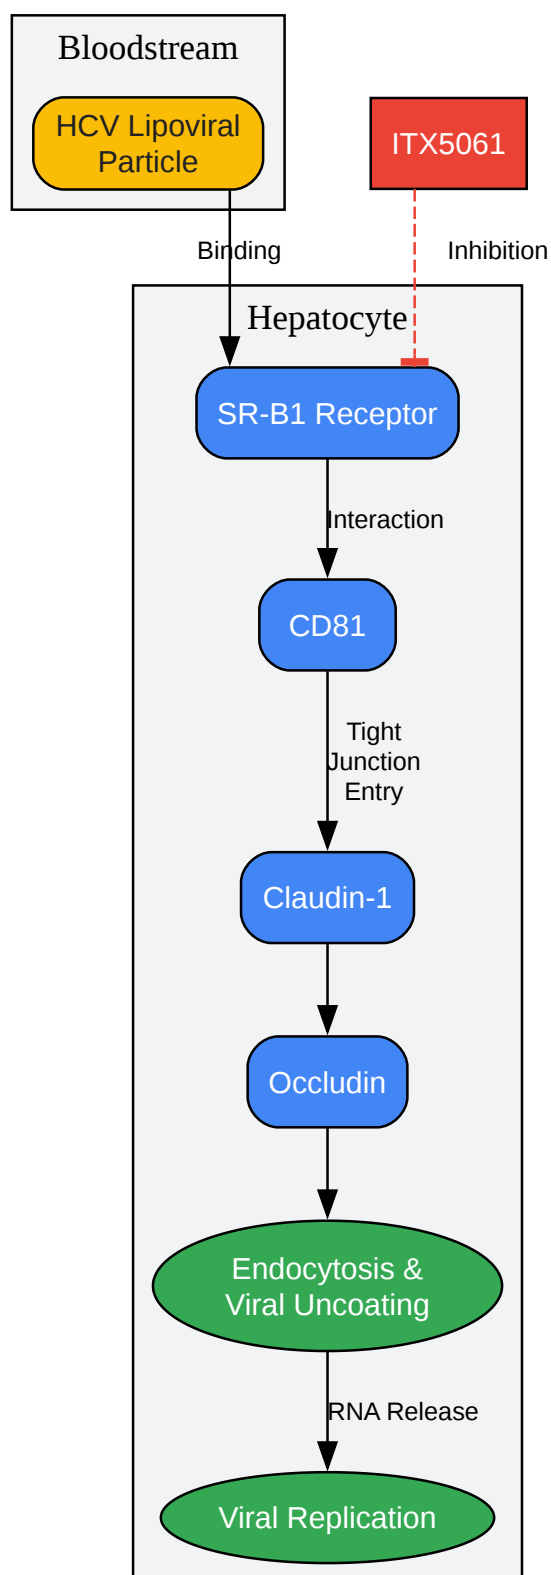 Bloodstream
HCV Lipoviral
Particle
ITX5061
Binding
Inhibition
Hepatocyte
SR-B1 Receptor
Interaction
CD81
Tight
Junction
Entry
Claudin-1
Occludin
Endocytosis &
Viral Uncoating
RNA Release
Viral Replication